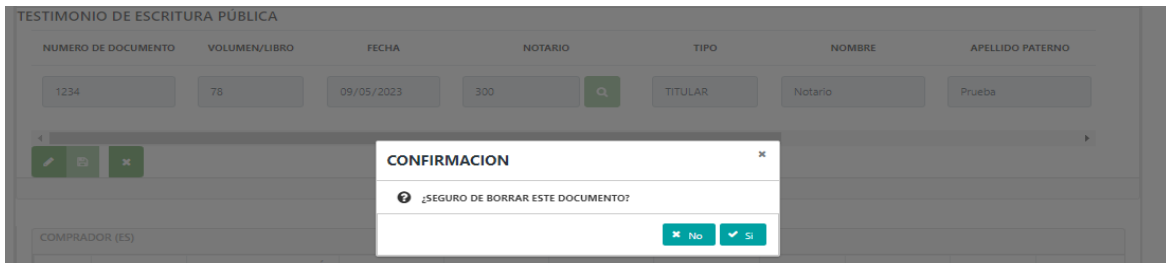 TESTIMONIO DE ESCRITURA PÚBLICA
NUMERO DE DOCUMENTO VOLUMEN/LIBRO FECHA NOTARIO TIPO NOMBRE APELLIDO PATERNO
1234 78 09/05/2023 300 TITULAR Notario Prueba
CONFIRMACION
¿SEGURO DE BORRAR ESTE DOCUMENTO?
No Si
COMPRADOR (ES)